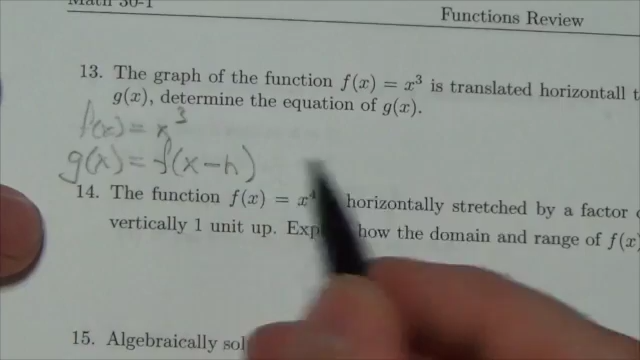 Math 30-1
Functions Review
13. The graph of the function f(x) = x³ is translated horizontall
g(x), determine the equation of g(x).
f(x) = x³
g(x) = f(x-h)
14. The function f(x) = x⁴ horizontally stretched by a factor
vertically 1 unit up. how the domain and range of f(x)
15. Algebraically